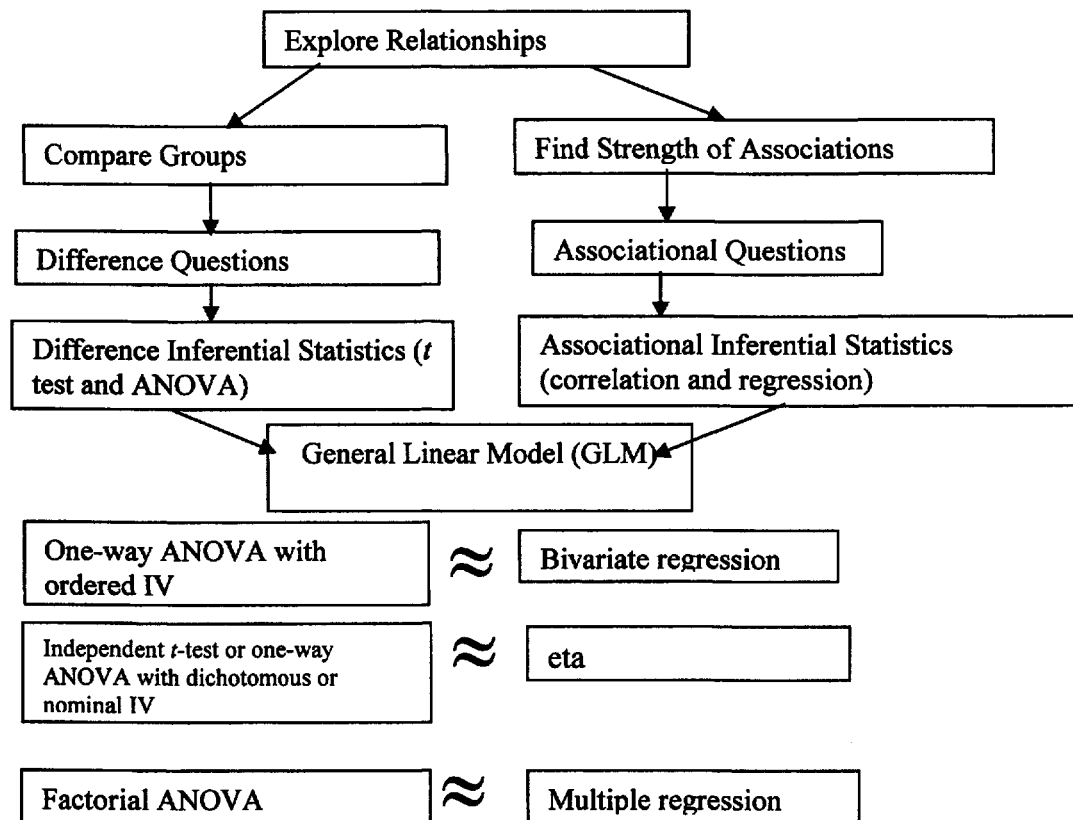 Explore Relationships
Compare Groups
Find Strength of Associations
Difference Questions
Associational Questions
Difference Inferential Statistics (t
test and ANOVA)
Associational Inferential Statistics
(correlation and regression)
General Linear Model (GLM)
One-way ANOVA with
ordered IV
≈
Bivariate regression
Independent t-test or one-way
ANOVA with dichotomous or
nominal IV
≈
eta
Factorial ANOVA
≈
Multiple regression